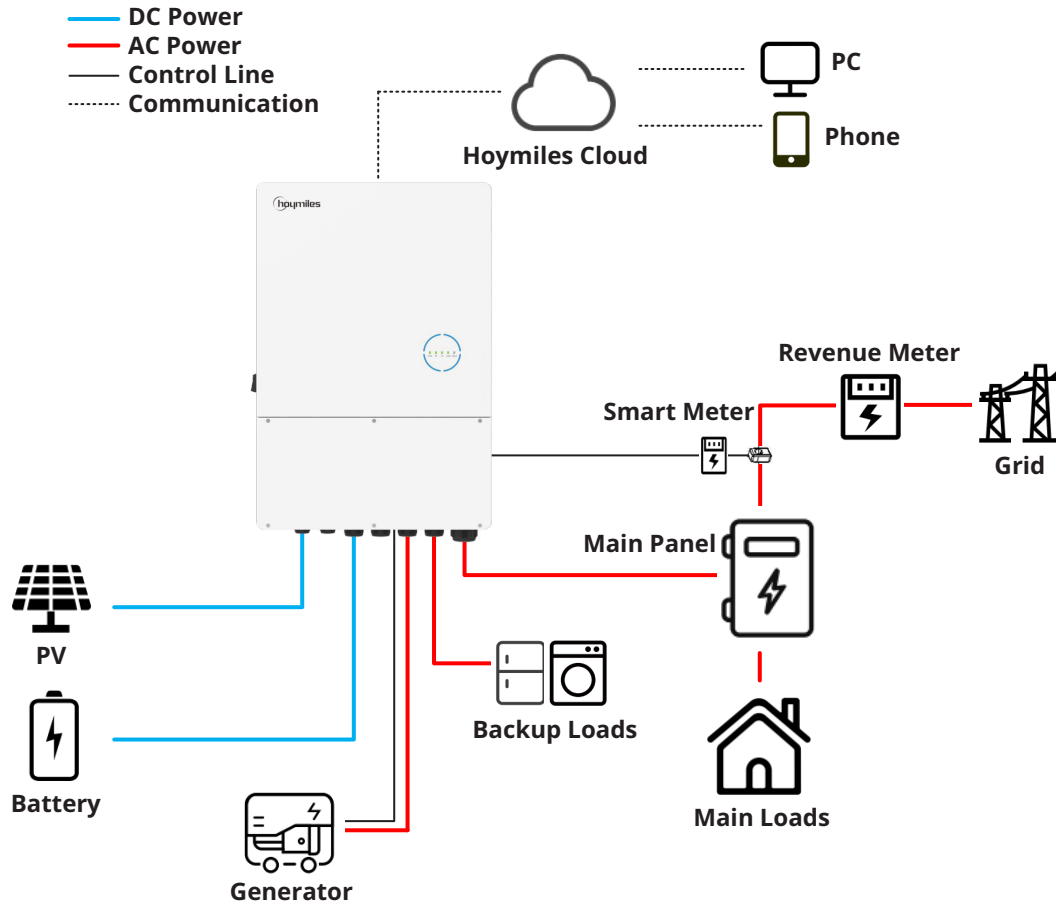 DC Power
AC Power
Control Line
Communication
PC
Phone
Hoymiles Cloud
hoymiles
Revenue Meter
Smart Meter
Grid
Main Panel
PV
Backup Loads
Battery
Main Loads
Generator